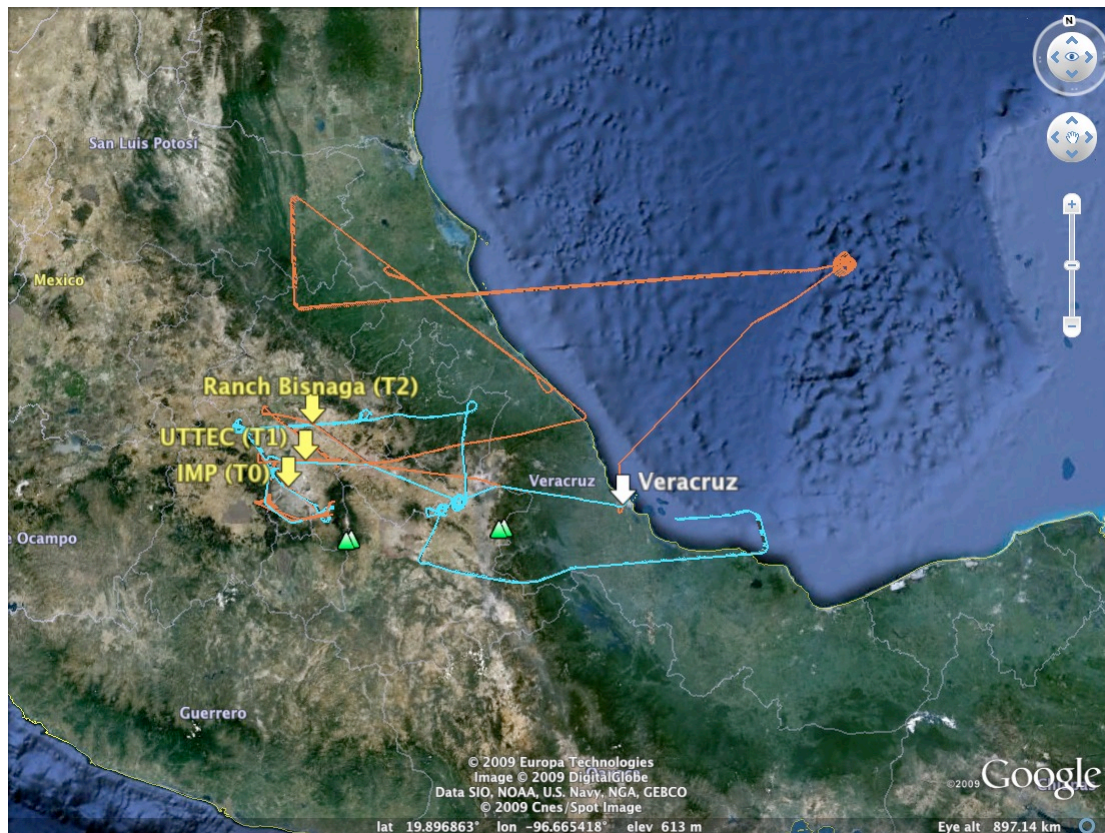 N
San Luis Potosí
Mexico
Ranch Bisnaga (T2)
UTTEC (T1)
IMP (T0)
Veracruz
Veracruz
e Ocampo
Guerrero
© 2009 Europa Technologies
Image © 2009 DigitalGlobe
Data SIO, NOAA, U.S. Navy, NGA, GEBCO
© 2009 Cnes/Spot Image
©2009 Google
lat 19.896863° lon -96.665418° elev 613 m
Eye alt 897.14 km